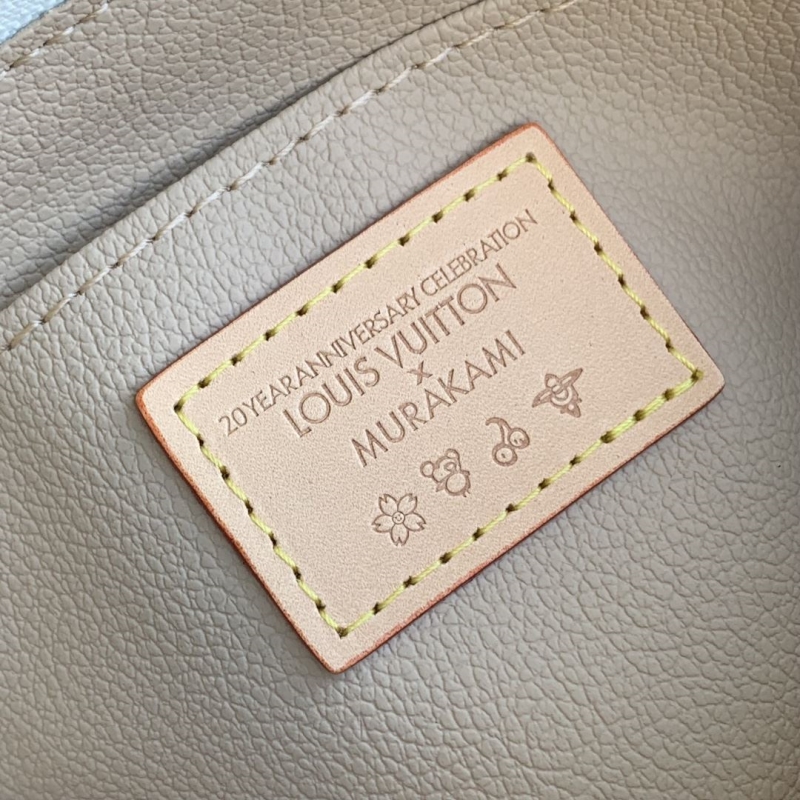 20 YEAR ANNIVERSARY CELEBRATION
LOUIS VUITTON
x
MURAKAMI